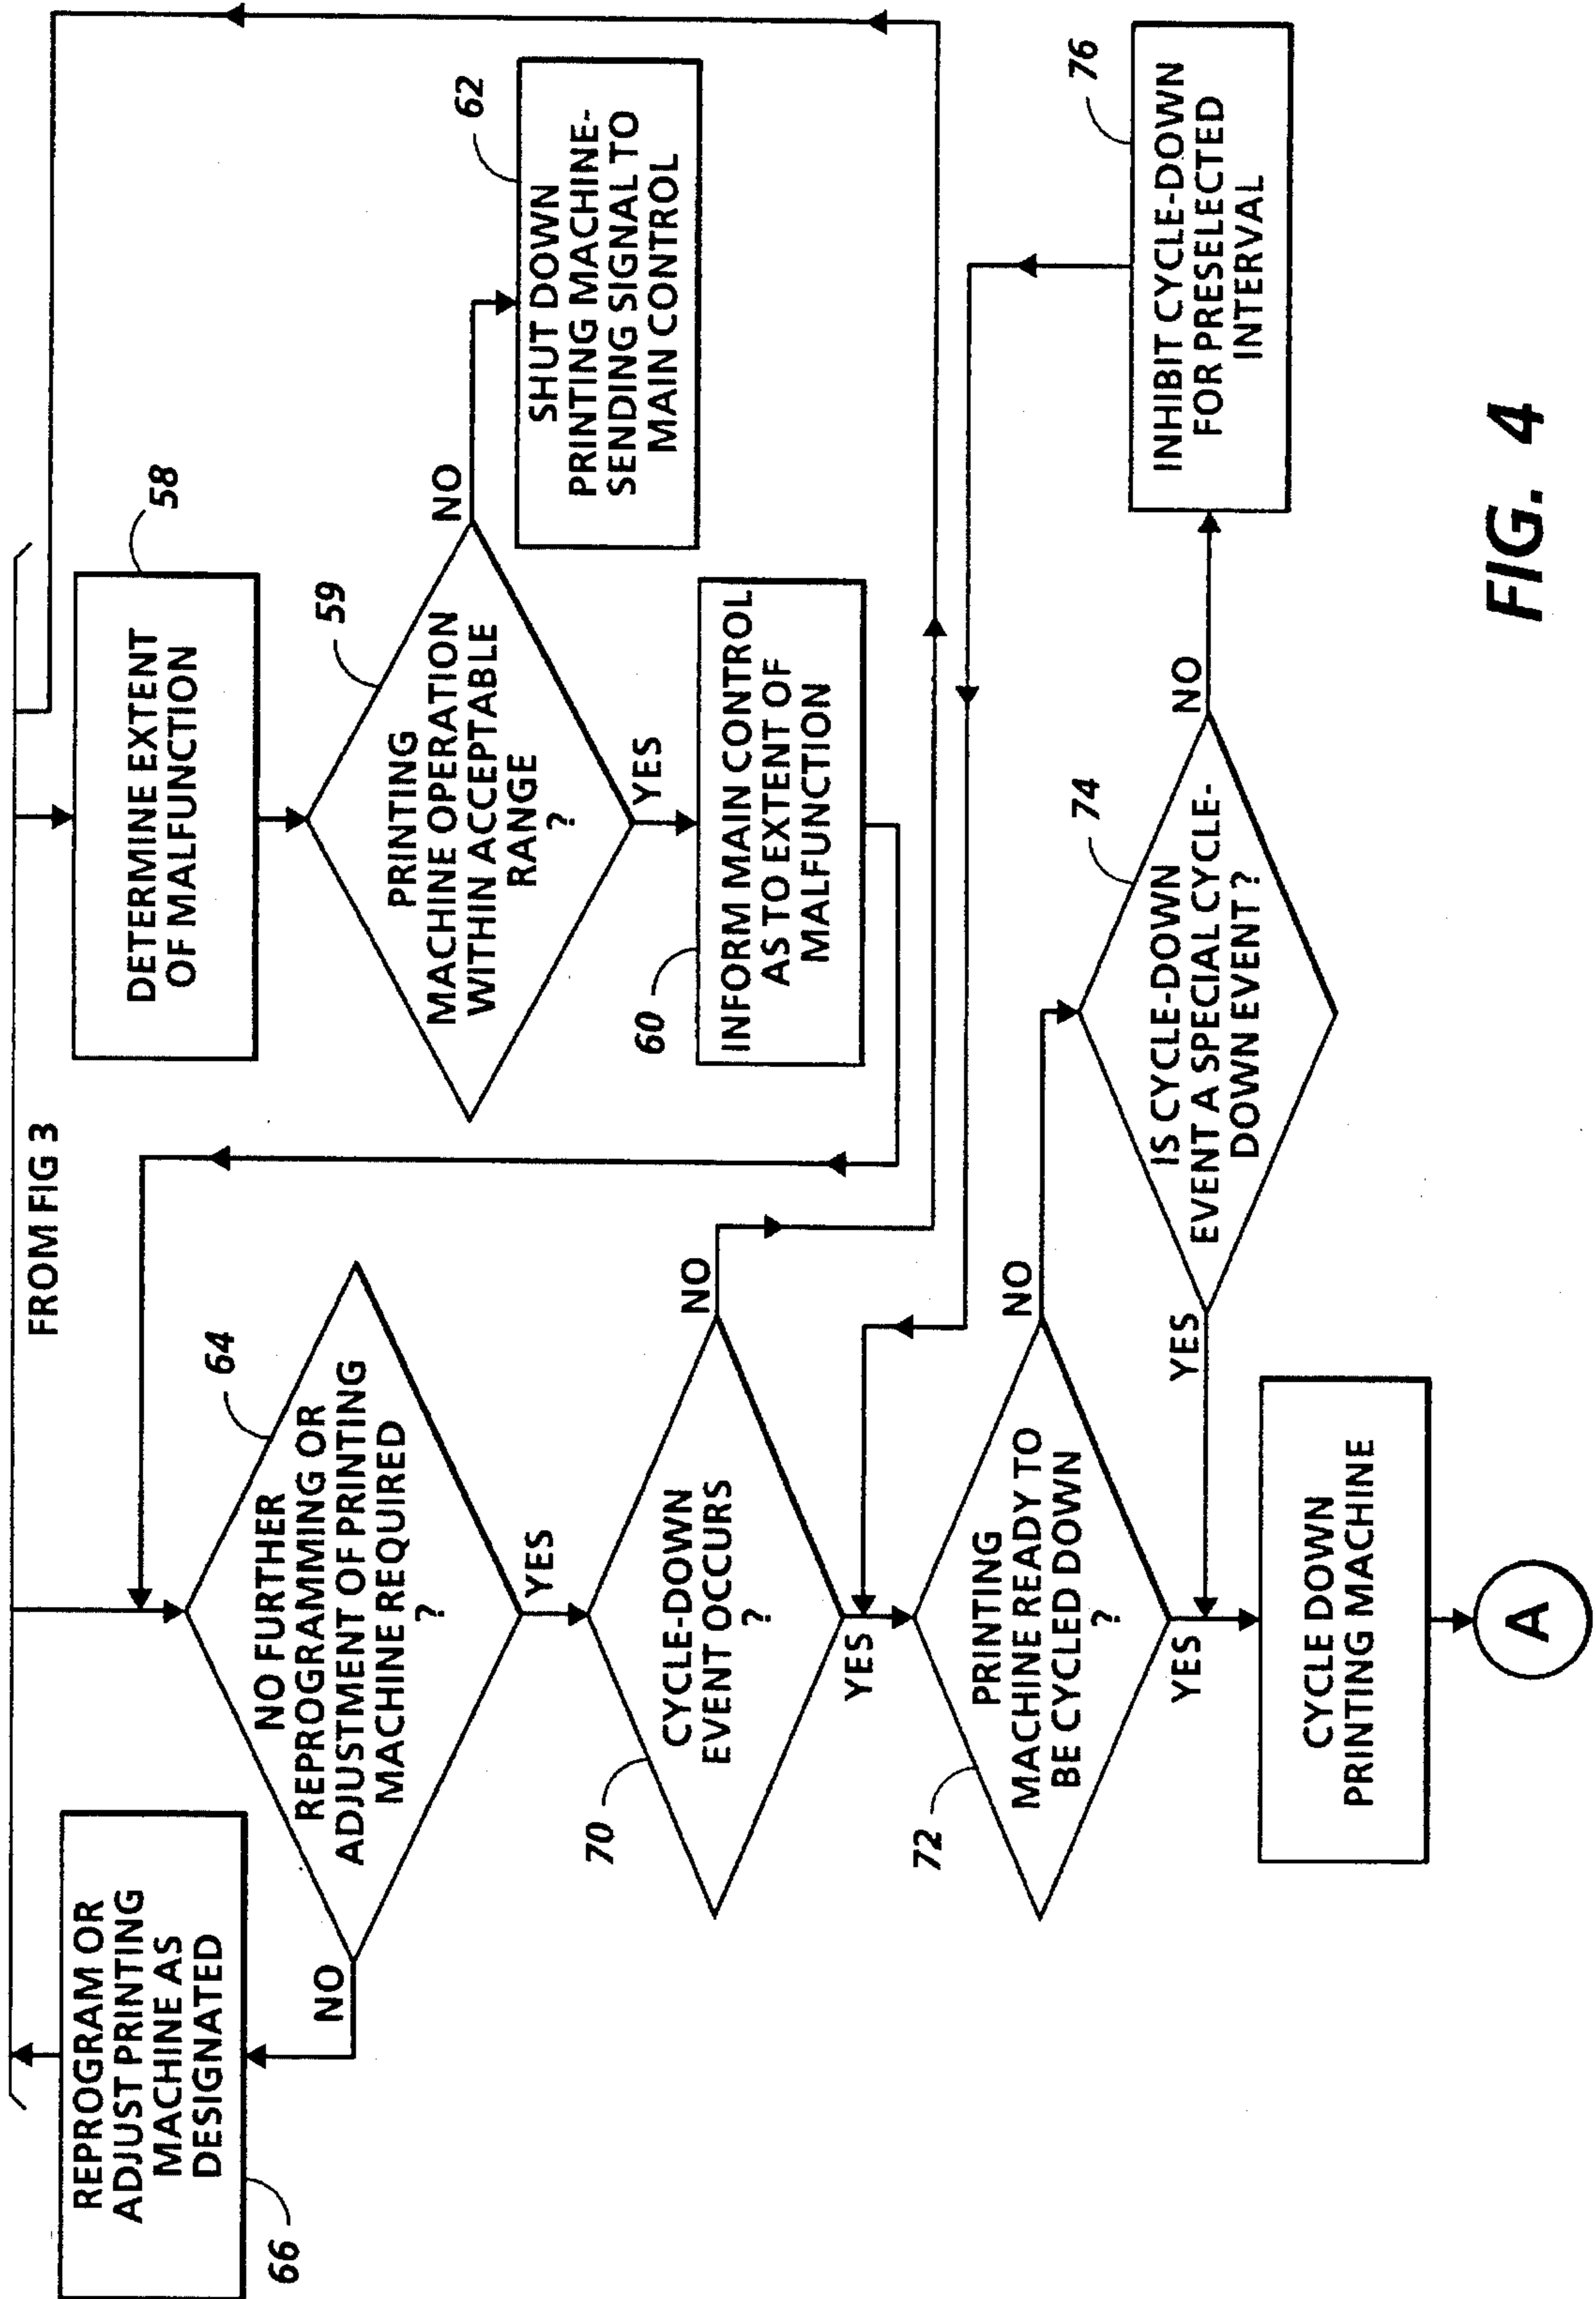 FROM FIG 3
REPROGRAM OR
ADJUST PRINTING
MACHINE AS
DESIGNATED
66
NO
NO FURTHER
REPROGRAMMING OR
ADJUSTMENT OF PRINTING
MACHINE REQUIRED
?
64
YES
DETERMINE EXTENT
OF MALFUNCTION
58
PRINTING
MACHINE OPERATION
WITHIN ACCEPTABLE
RANGE
?
59
NO
YES
SHUT DOWN
PRINTING MACHINE-
SENDING SIGNAL TO
MAIN CONTROL
62
INFORM MAIN CONTROL
AS TO EXTENT OF
MALFUNCTION
60
CYCLE-DOWN
EVENT OCCURS
?
70
NO
YES
PRINTING
MACHINE READY TO
BE CYCLED DOWN
?
72
NO
YES
IS CYCLE-DOWN
EVENT A SPECIAL CYCLE-
DOWN EVENT ?
74
YES
NO
INHIBIT CYCLE-DOWN
FOR PRESELECTED
INTERVAL
76
CYCLE DOWN
PRINTING MACHINE
A
FIG. 4